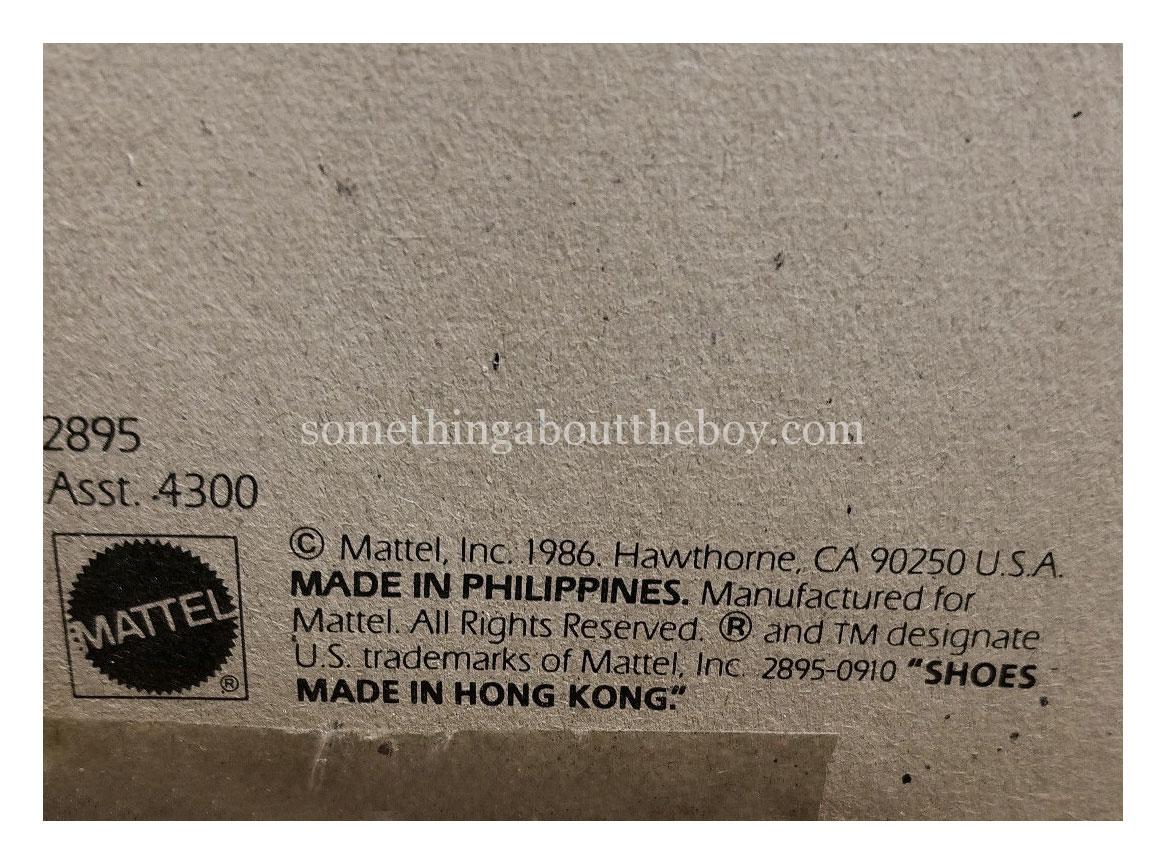 2895
somethingabouttheboy.com
Asst. 4300
© Mattel, Inc. 1986. Hawthorne, CA 90250 U.S.A.
MADE IN PHILIPPINES. Manufactured for
Mattel. All Rights Reserved. ® and TM designate
U.S. trademarks of Mattel, Inc. 2895-0910 "SHOES
MADE IN HONG KONG."
MATTEL
®